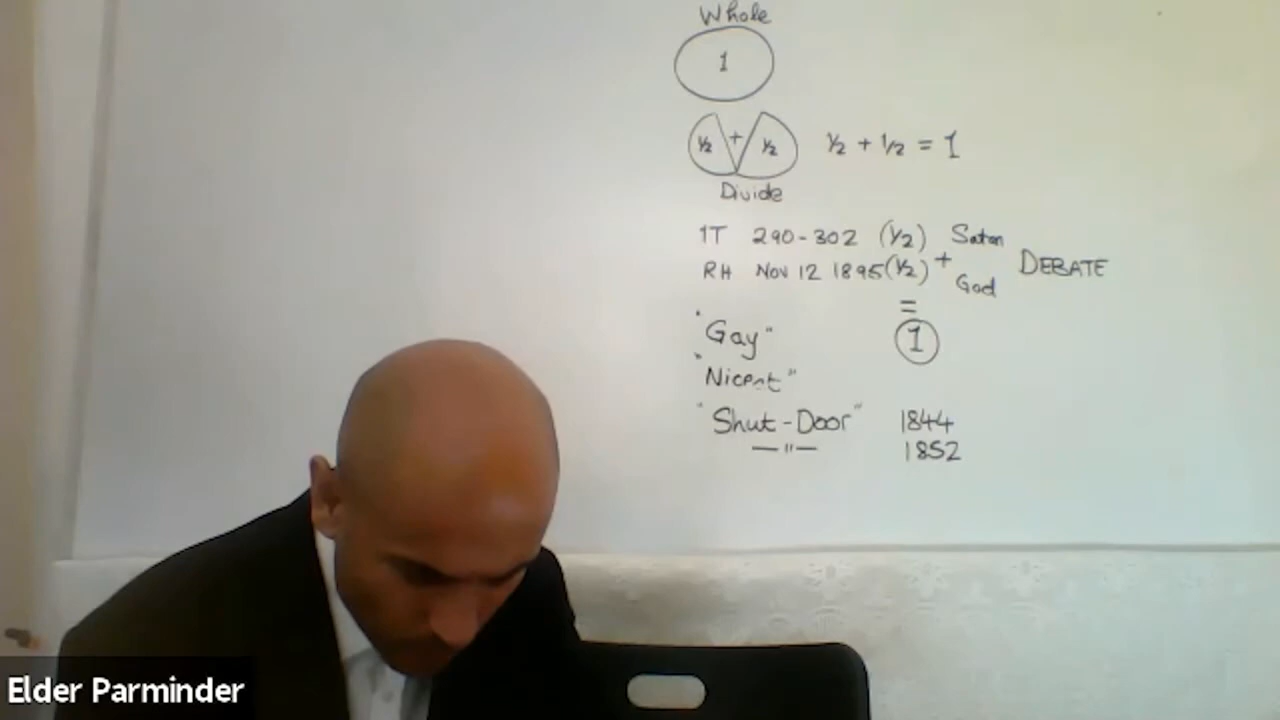 Whole
1
½ + ½ ½ + ½ = 1
Divide
1T 290-302 (½) Satan
RH Nov 12 1895 (½) + God DEBATE
=
"Gay" 1
"Nicent"
"Shut-Door" 1844
—"— 1852
Elder Parminder